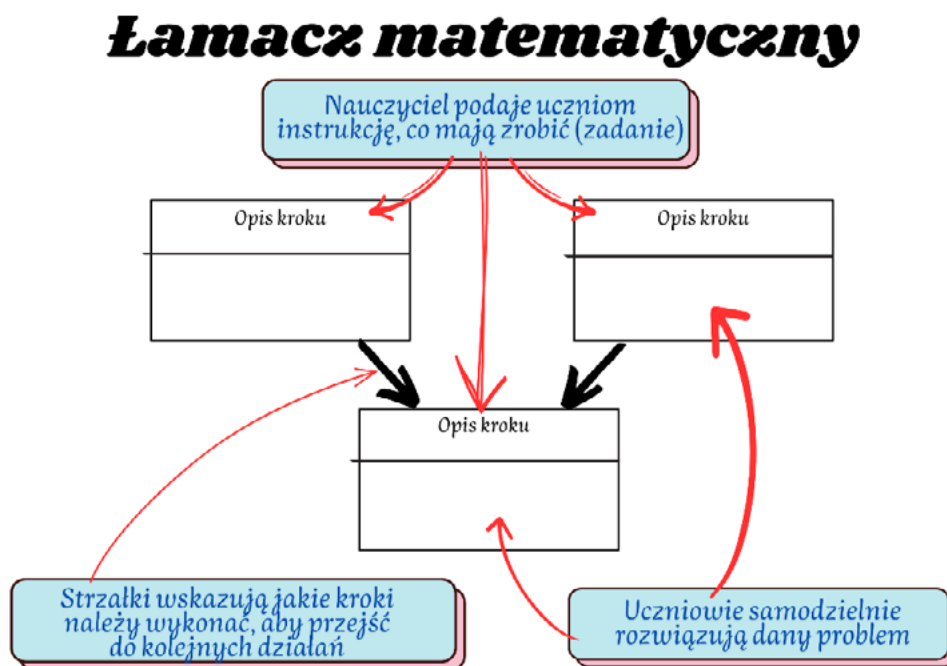 Łamacz matematyczny
Nauczyciel podaje uczniom
instrukcję, co mają zrobić (zadanie)
Opis kroku
Opis kroku
Opis kroku
Strzałki wskazują jakie kroki
należy wykonać, aby przejść
do kolejnych działań
Uczniowie samodzielnie
rozwiązują dany problem